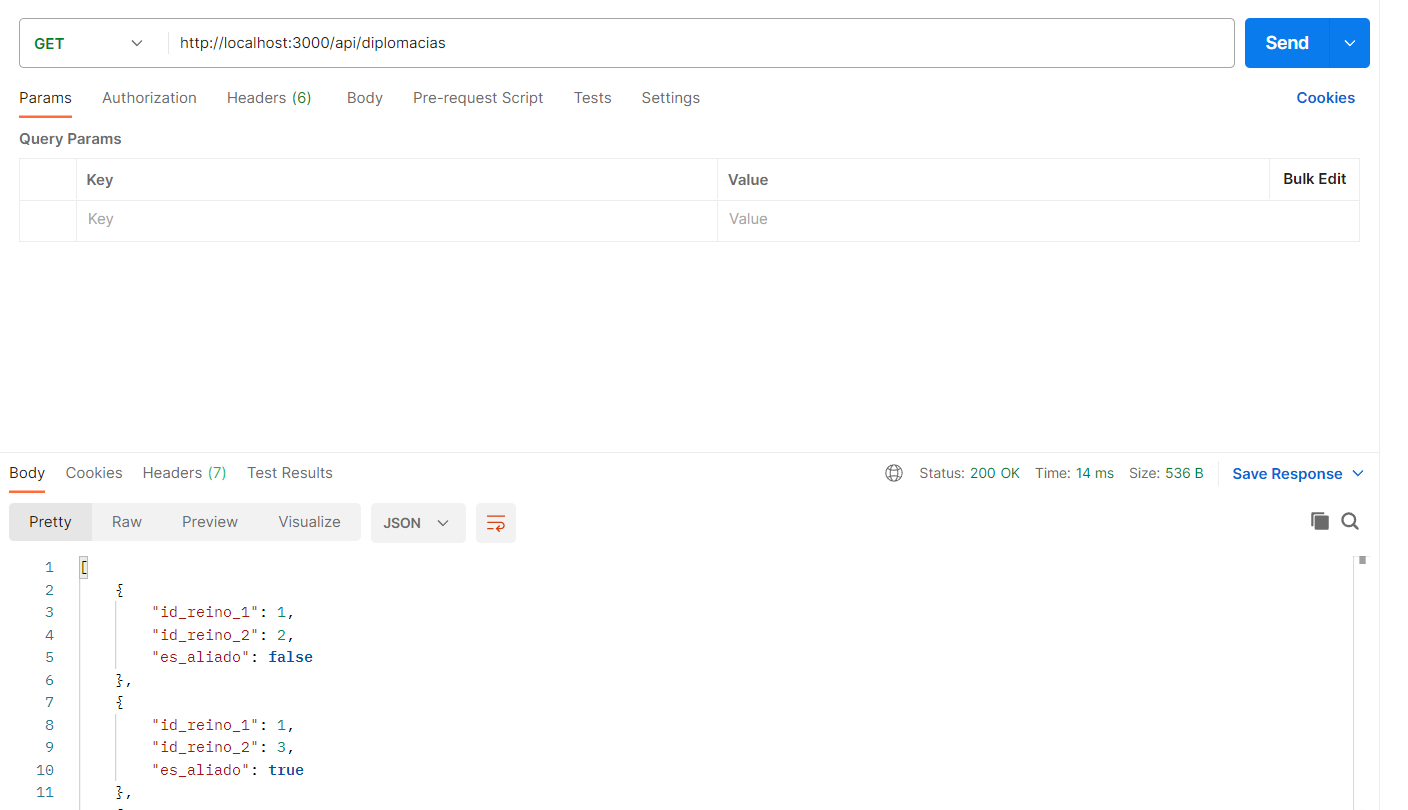 GET http://localhost:3000/api/diplomacias Send
Params Authorization Headers (6) Body Pre-request Script Tests Settings Cookies
Query Params
Key Value Bulk Edit
Key Value
Body Cookies Headers (7) Test Results Status: 200 OK Time: 14 ms Size: 536 B Save Response
Pretty Raw Preview Visualize JSON
1 [
2 {
3 "id_reino_1": 1,
4 "id_reino_2": 2,
5 "es_aliado": false
6 },
7 {
8 "id_reino_1": 1,
9 "id_reino_2": 3,
10 "es_aliado": true
11 },